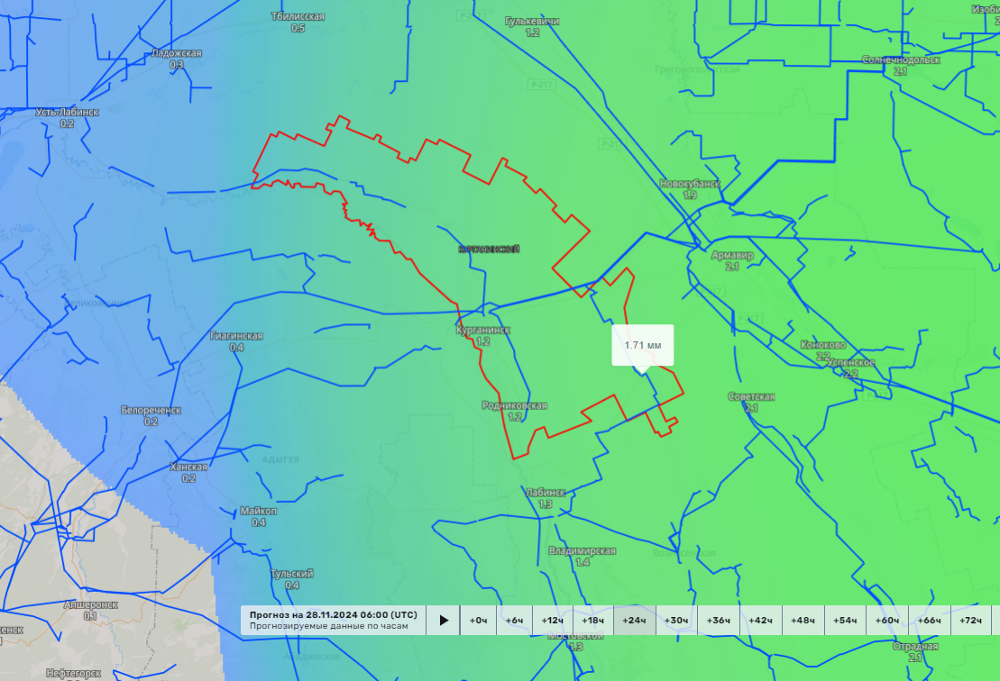 Тбилисская
0.5
Р-217
Гулькевичи
1.2
Ладожская
0.3
Солнечнодольск
2.1
Григорополисская
Р-217
Усть-Лабинск
0.2
Новокубанск
1.9
Армавир
2.1
Р-217
Гиагинская
0.4
Курганинск
1.2
1.71 мм
Коноково
2.2
Успенское
2.2
Советская
2.1
Белореченск
0.2
Родниковская
1.2
АДЫГЕЯ
Ханская
0.2
Лабинск
1.3
Майкоп
0.4
Владимирская
1.4
Тульский
0.4
Апшеронск
0.1
Прогноз на 28.11.2024 06:00 (UTC)
Прогнозируемые данные по часам
+0ч
+6ч
+12ч
+18ч
+24ч
+30ч
+36ч
+42ч
+48ч
+54ч
+60ч
+66ч
+72ч
1.3
Отрадная
2.1
Нефтегорск